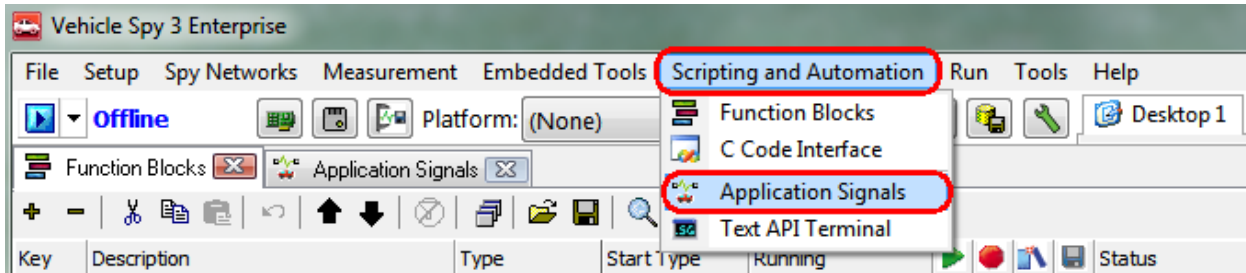 Vehicle Spy 3 Enterprise
File Setup Spy Networks Measurement Embedded Tools Scripting and Automation Run Tools Help
Offline Platform: (None) Desktop 1
Function Blocks
C Code Interface
Application Signals
Text API Terminal
Function Blocks Application Signals
Key Description Type Start Type Running Status